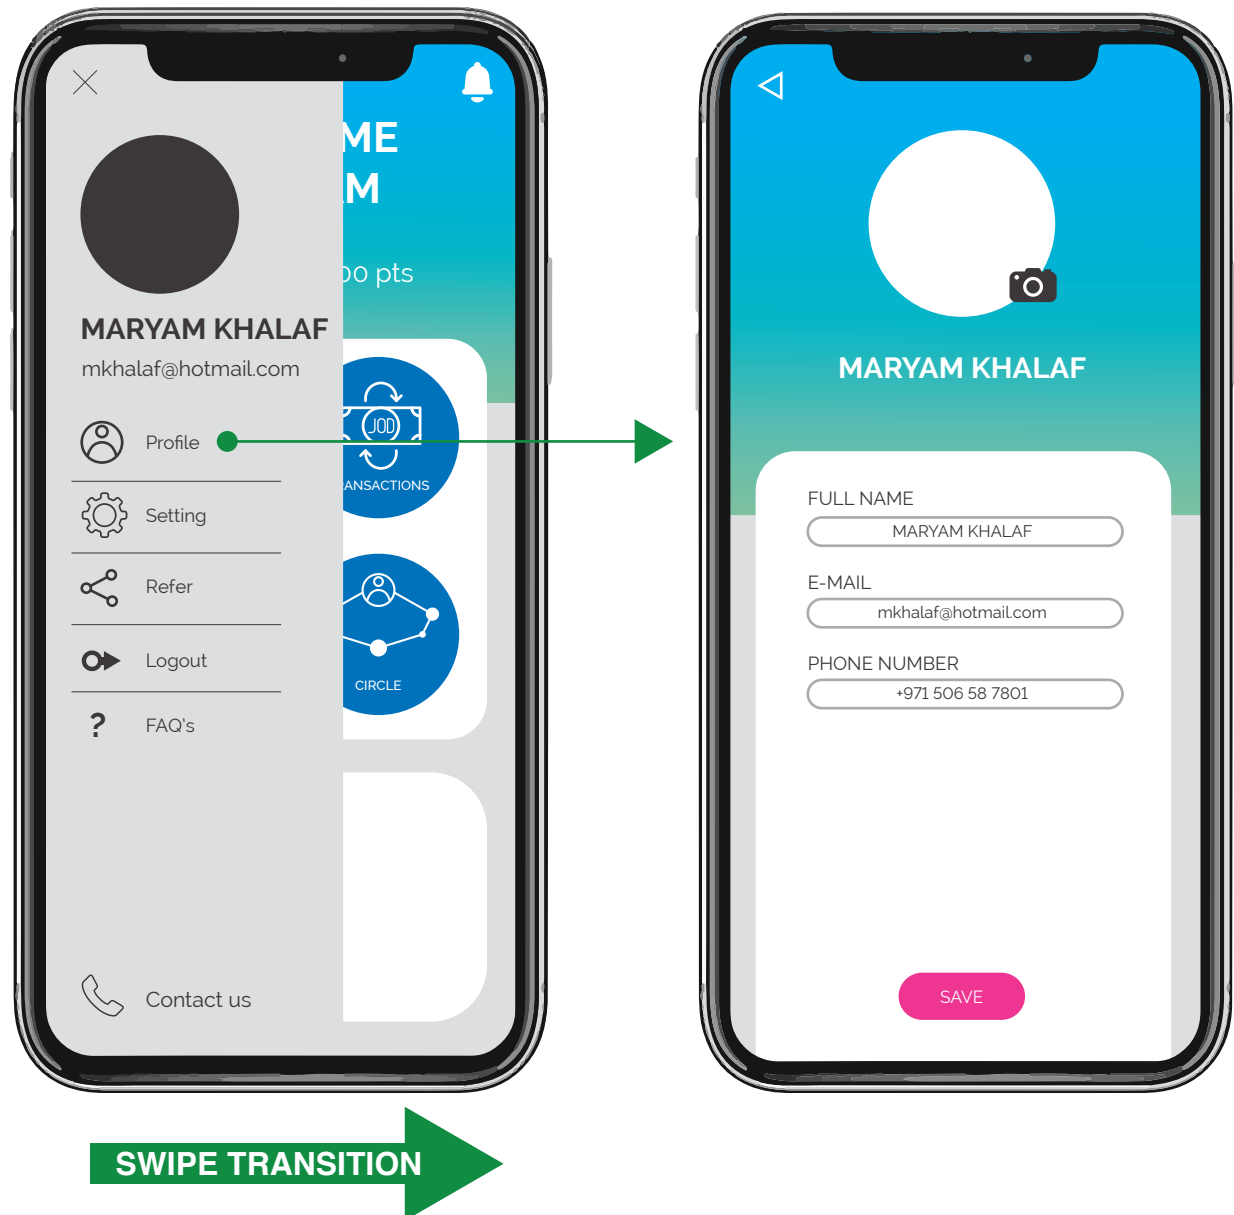 ME
M
00 pts
MARYAM KHALAF
mkhalaf@hotmail.com
Profile
Setting
Refer
Logout
FAQ's
Contact us
JOD
ANSACTIONS
CIRCLE
SWIPE TRANSITION
MARYAM KHALAF
FULL NAME
MARYAM KHALAF
E-MAIL
mkhalaf@hotmail.com
PHONE NUMBER
+971 506 58 7801
SAVE